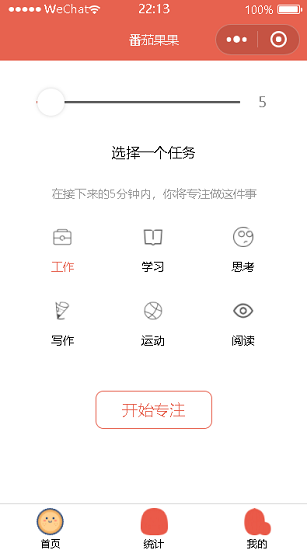 ●●●●● WeChat 22:13 100%
番茄果果
5
选择一个任务
在接下来的5分钟内，你将专注做这件事
工作 学习 思考
写作 运动 阅读
开始专注
首页 统计 我的